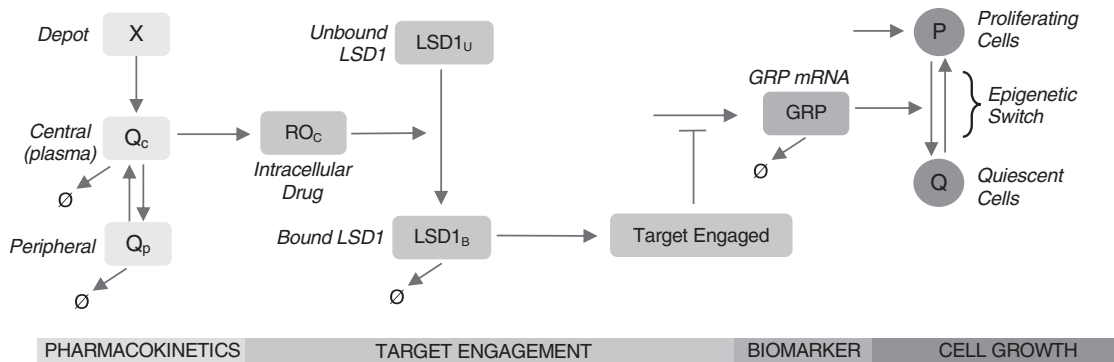 Depot
X
Unbound
LSD1
LSD1U
Central
(plasma)
Qc
ROC
Intracellular
Drug
Ø
Peripheral
Qp
Ø
Bound LSD1
LSD1B
Ø
Target Engaged
GRP mRNA
GRP
Ø
P
Proliferating
Cells
Epigenetic
Switch
Q
Quiescent
Cells
PHARMACOKINETICS
TARGET ENGAGEMENT
BIOMARKER
CELL GROWTH